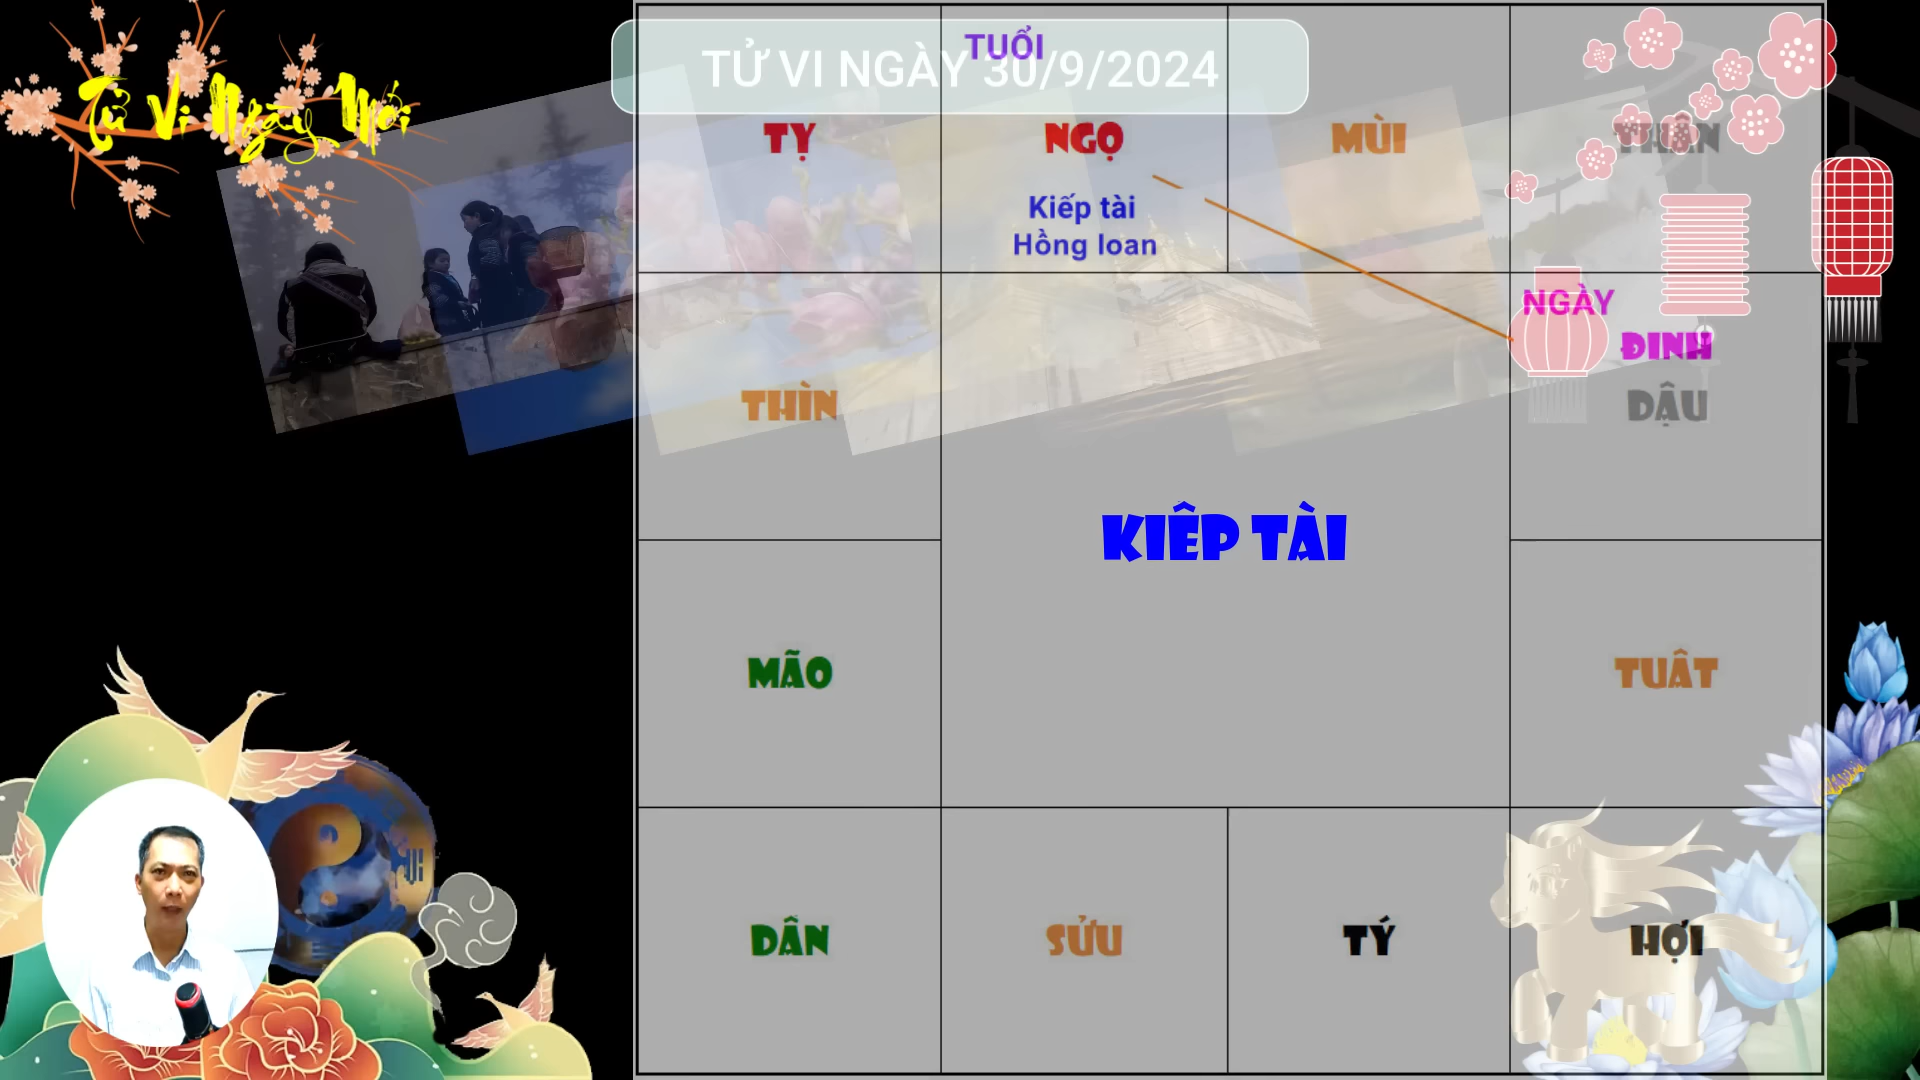 Tử Vi Ngày Mới
TUỔI
TỬ VI NGÀY 30/9/2024
TỴ
NGỌ
MÙI
THÂN
Kiếp tài
Hồng loan
NGÀY
ĐINH
THÌN
DẬU
KIẾP TÀI
MÃO
TUẤT
DẦN
SỬU
TÝ
HỢI